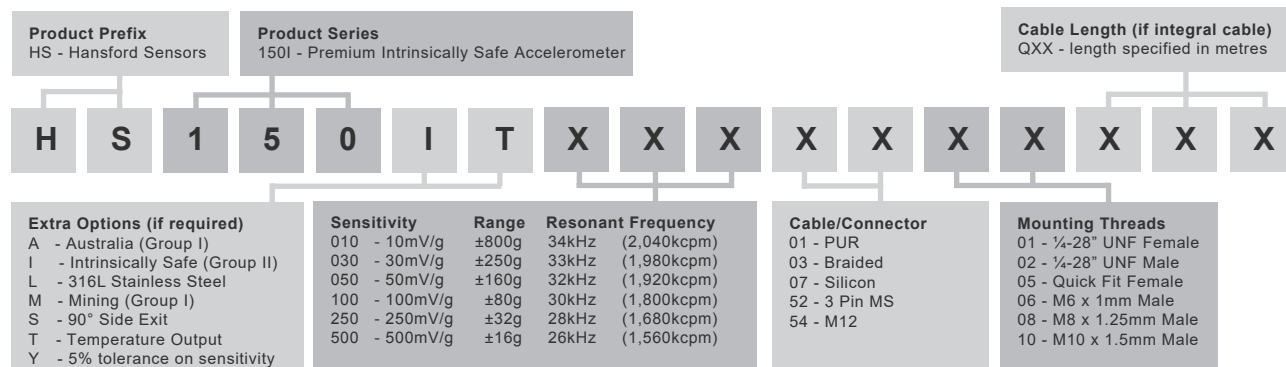 Product Prefix
HS - Hansford Sensors
Product Series
150I - Premium Intrinsically Safe Accelerometer
Cable Length (if integral cable)
QXX - length specified in metres
H S 1 5 0 I T X X X X X X X X X X
Extra Options (if required)
A - Australia (Group I)
I - Intrinsically Safe (Group II)
L - 316L Stainless Steel
M - Mining (Group I)
S - 90° Side Exit
T - Temperature Output
Y - 5% tolerance on sensitivity
Sensitivity Range Resonant Frequency
010 - 10mV/g ±800g 34kHz (2,040kcpm)
030 - 30mV/g ±250g 33kHz (1,980kcpm)
050 - 50mV/g ±160g 32kHz (1,920kcpm)
100 - 100mV/g ±80g 30kHz (1,800kcpm)
250 - 250mV/g ±32g 28kHz (1,680kcpm)
500 - 500mV/g ±16g 26kHz (1,560kcpm)
Cable/Connector
01 - PUR
03 - Braided
07 - Silicon
52 - 3 Pin MS
54 - M12
Mounting Threads
01 - ¼-28” UNF Female
02 - ¼-28” UNF Male
05 - Quick Fit Female
06 - M6 x 1mm Male
08 - M8 x 1.25mm Male
10 - M10 x 1.5mm Male